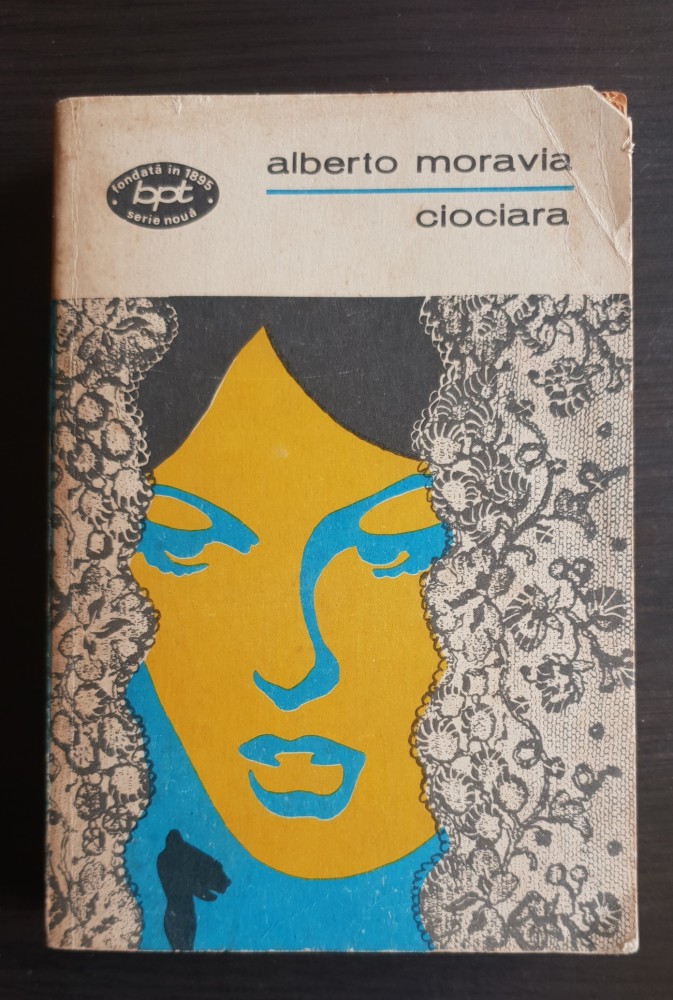 fondată în 1895
bpt
serie nouă
alberto moravia
ciociara